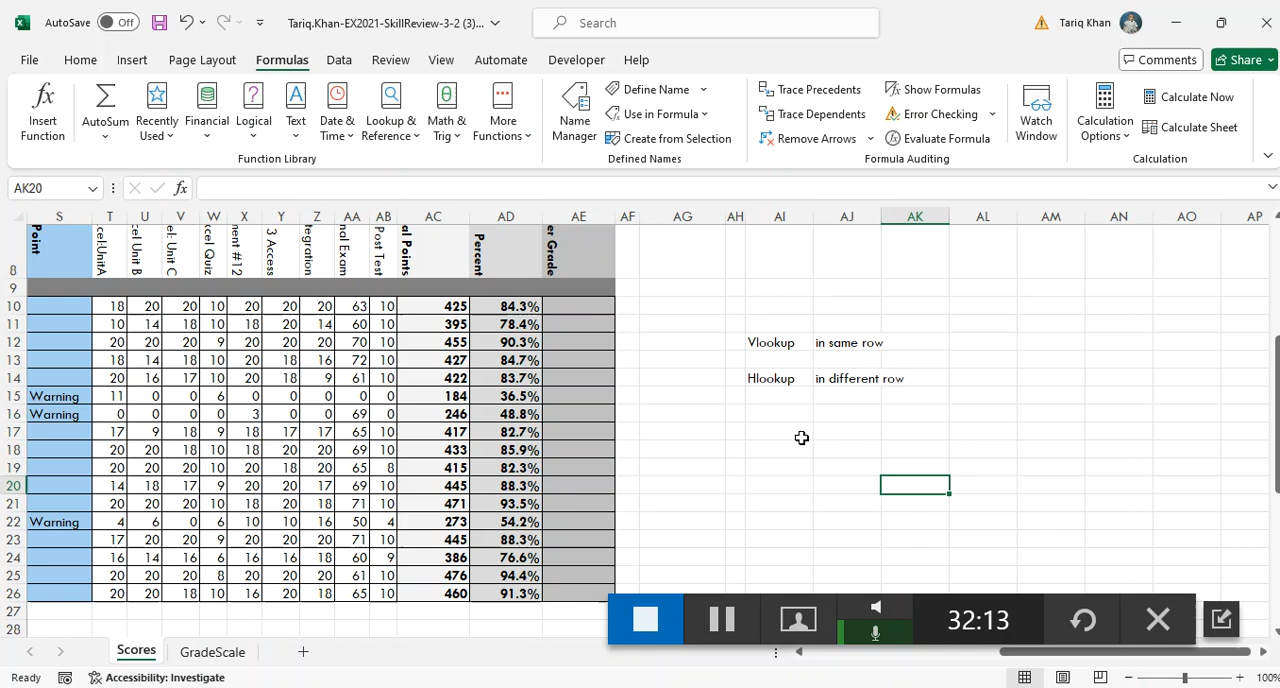 AutoSave Off Tariq.Khan-EX2021-SkillReview-3-2 (3)... Search Tariq Khan
File Home Insert Page Layout Formulas Data Review View Automate Developer Help Comments Share
Insert Function AutoSum Recently Used Financial Logical Text Date & Time Lookup & Reference Math & Trig More Functions
Function Library
Name Manager Define Name Use in Formula Create from Selection
Defined Names
Trace Precedents Trace Dependents Remove Arrows Show Formulas Error Checking Evaluate Formula
Formula Auditing
Watch Window
Calculation Options Calculate Now Calculate Sheet
Calculation
AK20 fx
S T U V W X Y Z AA AB AC AD AE AF AG AH AI AJ AK AL AM AN AO AP
8 Point cel:UnitA cel Unit B el: Unit C cel Quiz nent #12 3 Access tegration nal Exam Post Test al Points Percent er Grade
9
10 18 20 20 10 20 20 20 63 10 425 84.3%
11 10 14 18 10 18 20 14 60 10 395 78.4%
12 20 20 20 9 20 20 20 70 10 455 90.3% Vlookup in same row
13 18 14 18 10 20 18 16 72 10 427 84.7%
14 20 16 17 10 20 18 9 61 10 422 83.7% Hlookup in different row
15 Warning 11 0 0 6 0 0 0 0 0 184 36.5%
16 Warning 0 0 0 0 3 0 0 69 0 246 48.8%
17 17 9 18 9 18 17 17 65 10 417 82.7%
18 20 20 18 10 18 20 20 69 10 433 85.9%
19 20 20 20 10 20 18 20 65 8 415 82.3%
20 14 18 17 9 20 20 17 69 10 445 88.3%
21 20 20 20 10 18 20 18 71 10 471 93.5%
22 Warning 4 6 0 6 10 10 16 50 4 273 54.2%
23 17 20 20 9 20 20 20 71 10 445 88.3%
24 16 14 16 6 16 16 18 60 9 386 76.6%
25 20 20 20 8 20 20 20 61 10 476 94.4%
26 20 20 18 10 16 20 18 65 10 460 91.3%
27
28
32:13
Scores GradeScale
Ready Accessibility: Investigate 100%